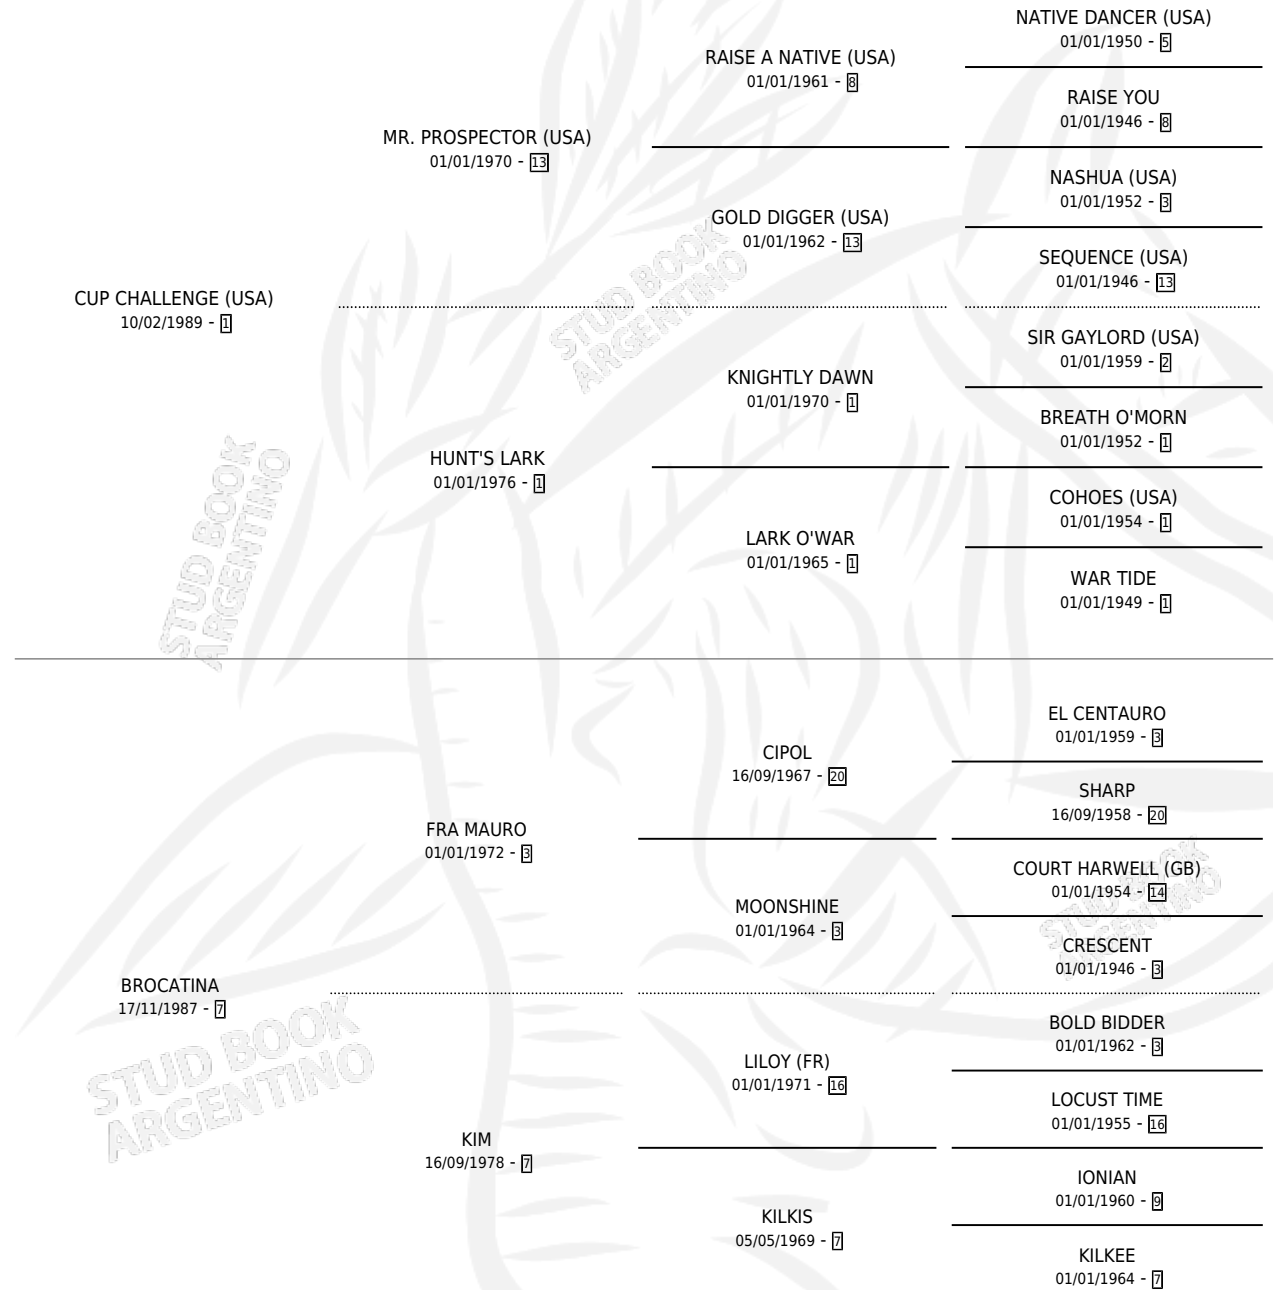 NATIVE DANCER (USA)
01/01/1950 - 5
RAISE A NATIVE (USA)
01/01/1961 - 8
RAISE YOU
01/01/1946 - 8
MR. PROSPECTOR (USA)
01/01/1970 - 13
NASHUA (USA)
01/01/1952 - 3
GOLD DIGGER (USA)
01/01/1962 - 13
SEQUENCE (USA)
01/01/1946 - 13
CUP CHALLENGE (USA)
10/02/1989 - 1
SIR GAYLORD (USA)
01/01/1959 - 2
KNIGHTLY DAWN
01/01/1970 - 1
BREATH O'MORN
01/01/1952 - 1
HUNT'S LARK
01/01/1976 - 1
COHOES (USA)
01/01/1954 - 1
LARK O'WAR
01/01/1965 - 1
WAR TIDE
01/01/1949 - 1
STUD BOOK
ARGENTINO
STUD BOOK
ARGENTINO
EL CENTAURO
01/01/1959 - 3
CIPOL
16/09/1967 - 20
SHARP
16/09/1958 - 20
FRA MAURO
01/01/1972 - 3
COURT HARWELL (GB)
01/01/1954 - 14
MOONSHINE
01/01/1964 - 3
CRESCENT
01/01/1946 - 3
BROCATINA
17/11/1987 - 7
BOLD BIDDER
01/01/1962 - 3
LILOY (FR)
01/01/1971 - 16
LOCUST TIME
01/01/1955 - 16
KIM
16/09/1978 - 7
IONIAN
01/01/1960 - 9
KILKIS
05/05/1969 - 7
KILKEE
01/01/1964 - 7
STUD BOOK
ARGENTINO
STUD BOOK
ARGENTINO